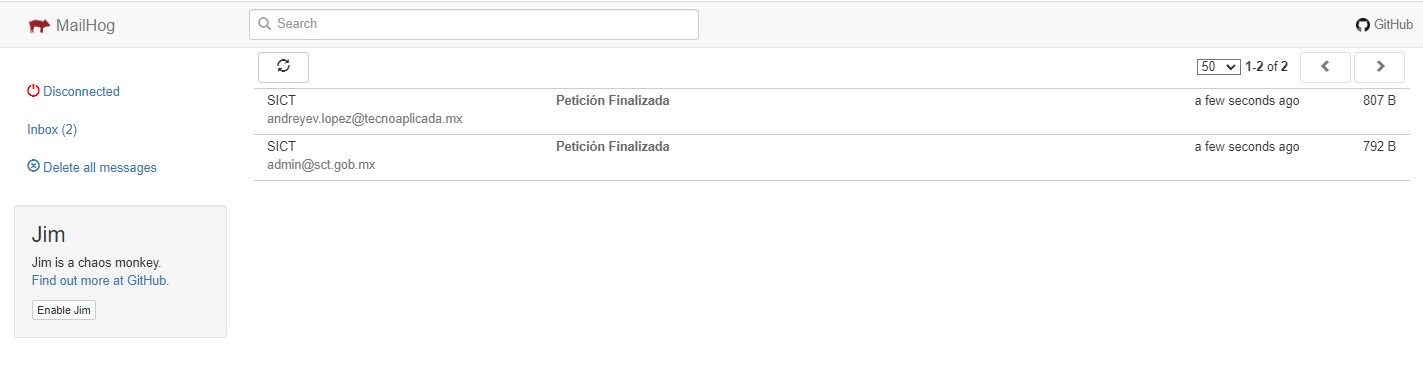 MailHog
Search
GitHub
50 1-2 of 2
Disconnected
Inbox (2)
Delete all messages
SICT Petición Finalizada a few seconds ago 807 B
andreyev.lopez@tecnoaplicada.mx
SICT Petición Finalizada a few seconds ago 792 B
admin@sct.gob.mx
Jim
Jim is a chaos monkey.
Find out more at GitHub.
Enable Jim